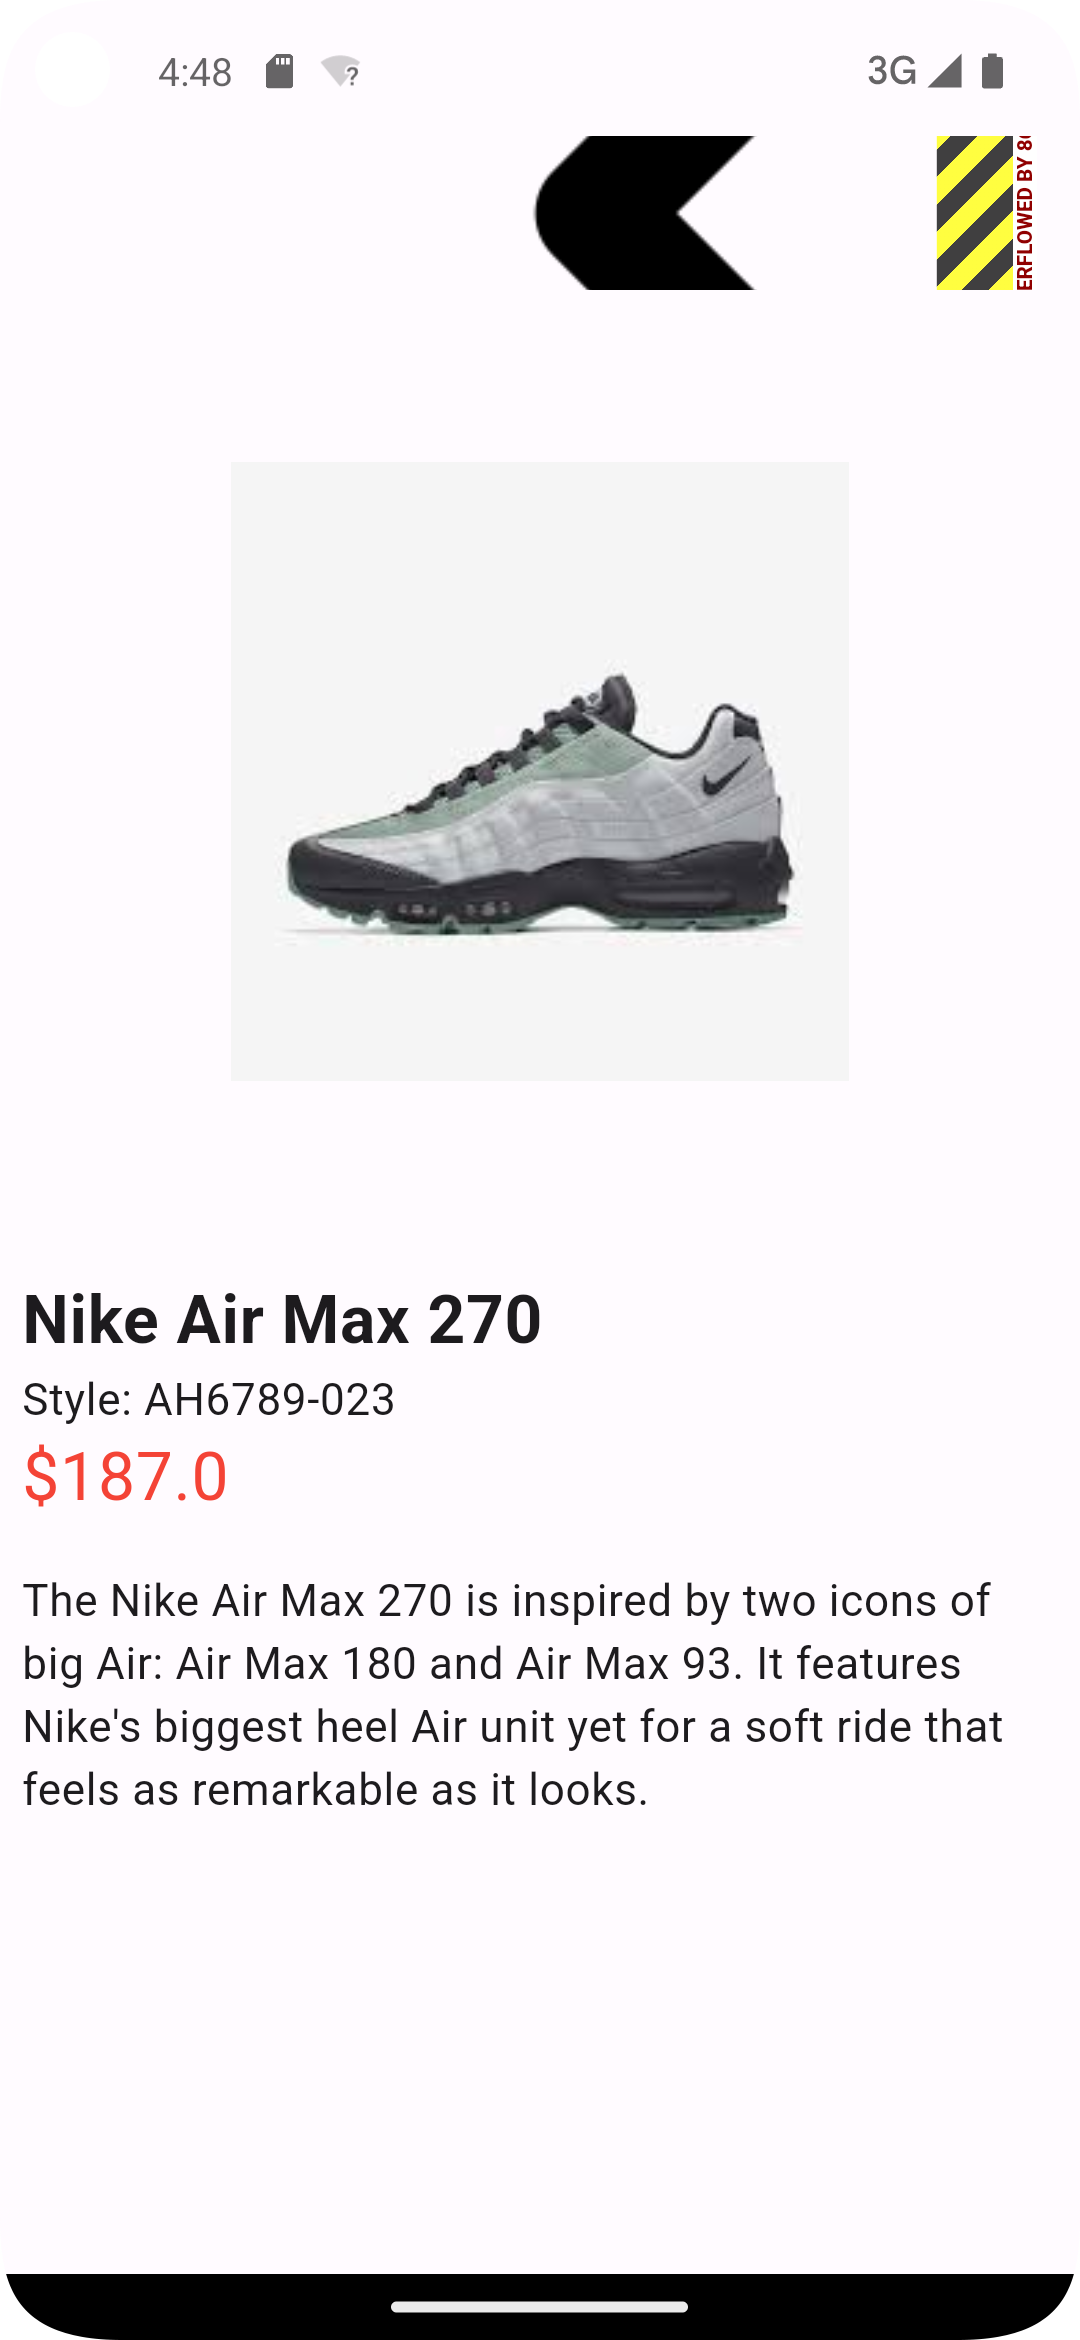 4:48
3G
ERFLOWED BY
Nike Air Max 270
Style: AH6789-023
$187.0
The Nike Air Max 270 is inspired by two icons of
big Air: Air Max 180 and Air Max 93. It features
Nike's biggest heel Air unit yet for a soft ride that
feels as remarkable as it looks.